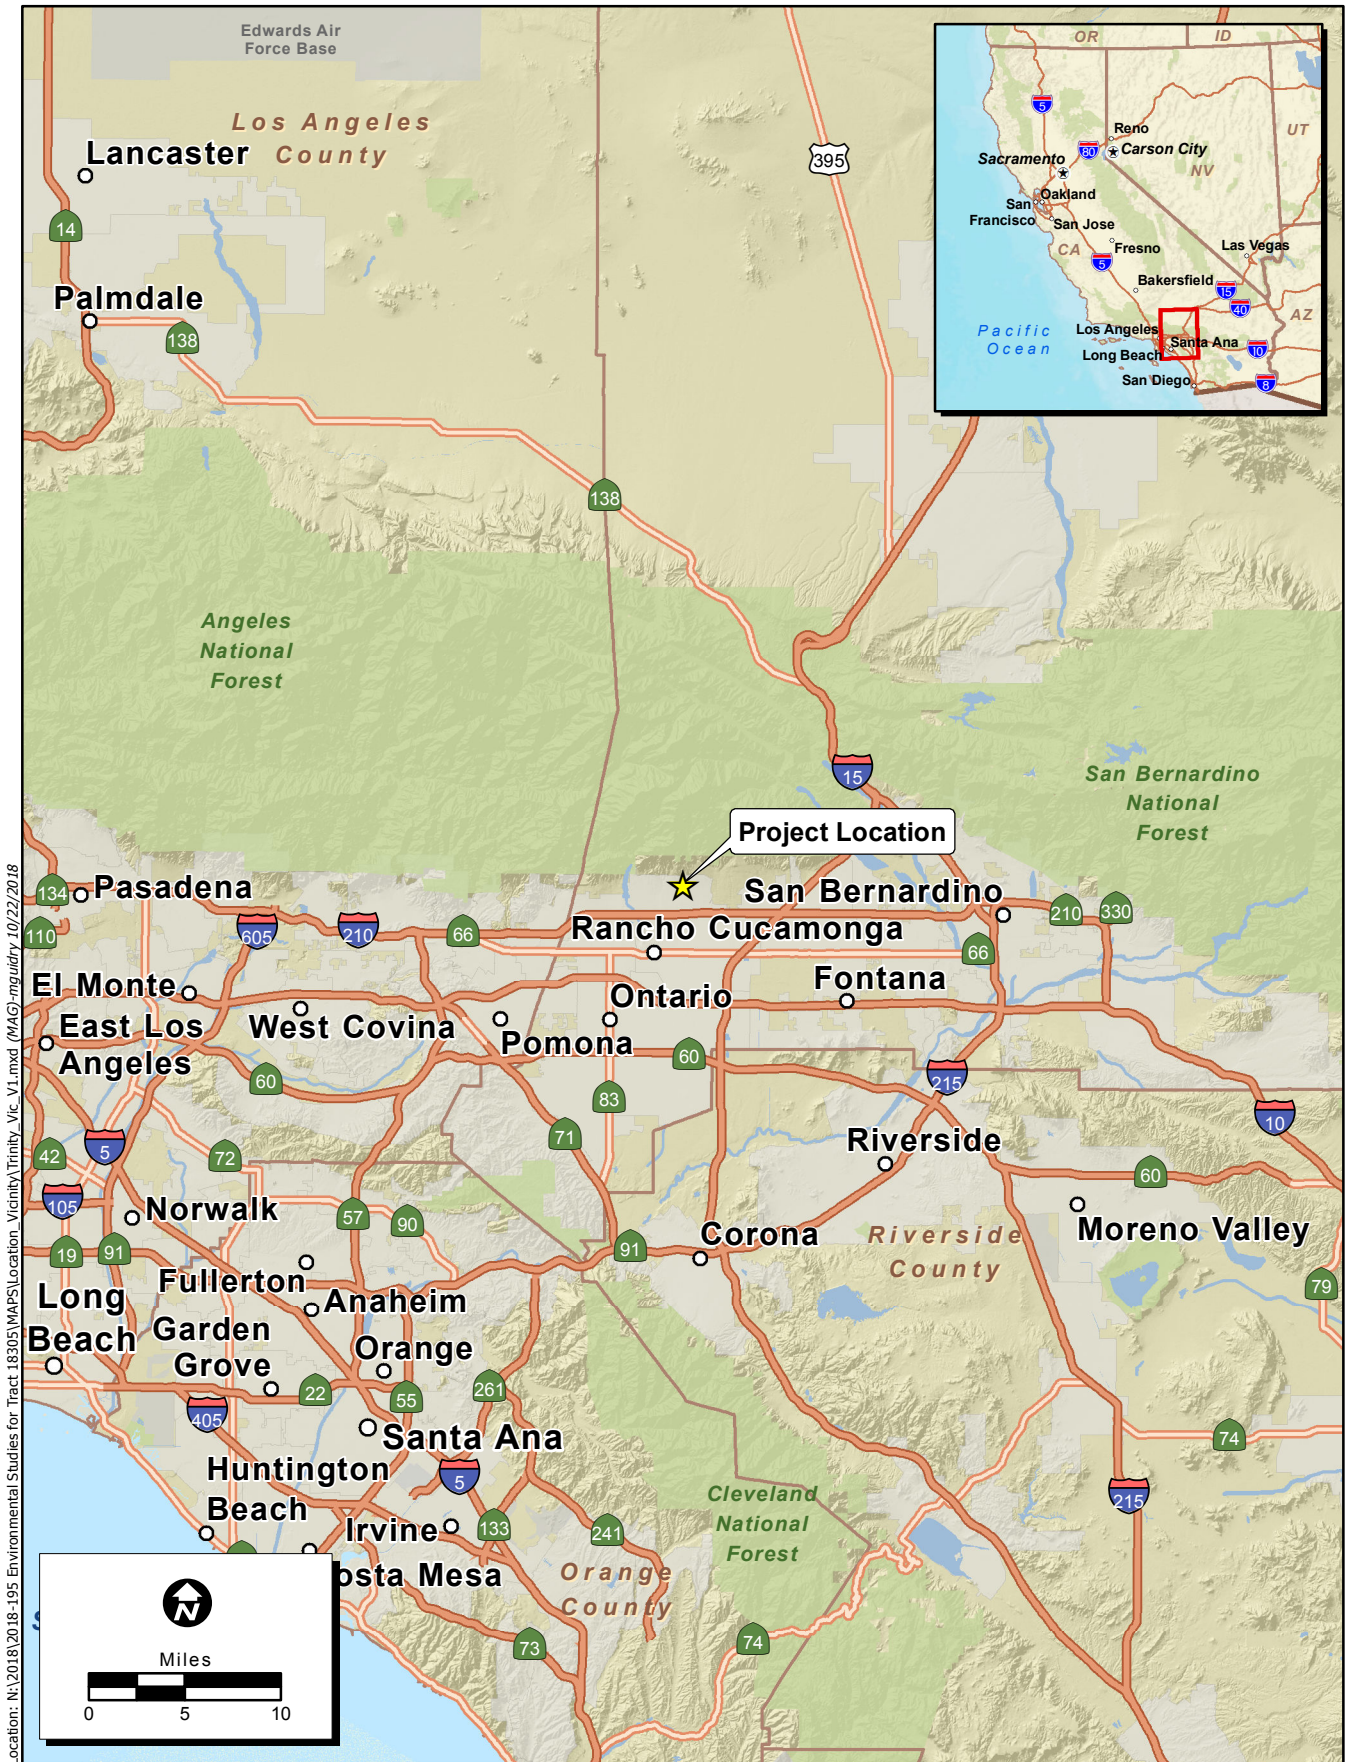 Edwards Air
Force Base
Los Angeles
County
Lancaster
14
Palmdale
138
395
138
OR
ID
5
Reno
80
Carson City
UT
Sacramento
NV
Oakland
San
Francisco
San Jose
CA
Fresno
Las Vegas
5
Bakersfield
15
40
AZ
Pacific
Ocean
Los Angeles
Santa Ana
10
Long Beach
San Diego
8
Angeles
National
Forest
15
San Bernardino
National
Forest
Project Location
134
Pasadena
San Bernardino
110
605
210
66
Rancho Cucamonga
210
330
66
El Monte
Fontana
Ontario
East Los
Angeles
West Covina
Pomona
60
60
83
215
10
71
42
5
72
Riverside
60
105
Norwalk
57
90
Moreno Valley
19
91
91
Corona
Riverside
County
79
Fullerton
Long
Beach
Anaheim
Garden
Grove
Orange
22
55
261
405
Santa Ana
74
Huntington
Beach
5
215
Cleveland
National
Forest
Irvine
133
241
osta Mesa
Orange
County
S
73
74
N
Miles
0 5 10
ocation: N:\2018\2018-195 Environmental Studies for Tract 18305\MAPS\Location_Vicinity\Trinity_Vic_V1.mxd (MAG)-mguidry 10/22/2018